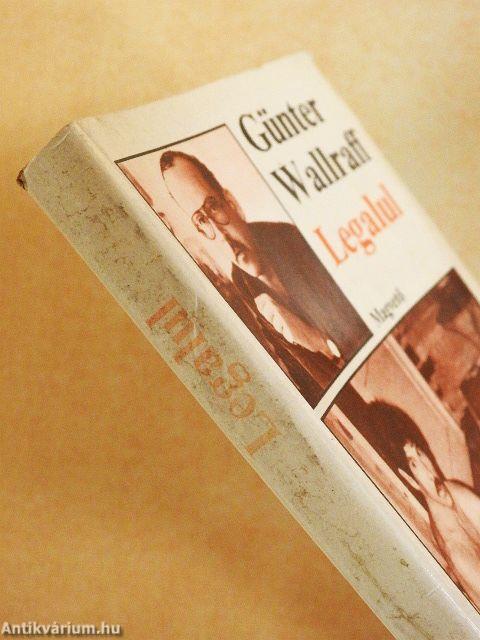 Günter
Wallraff
Legalul
Magvető
Legalul
Antikvárium.hu